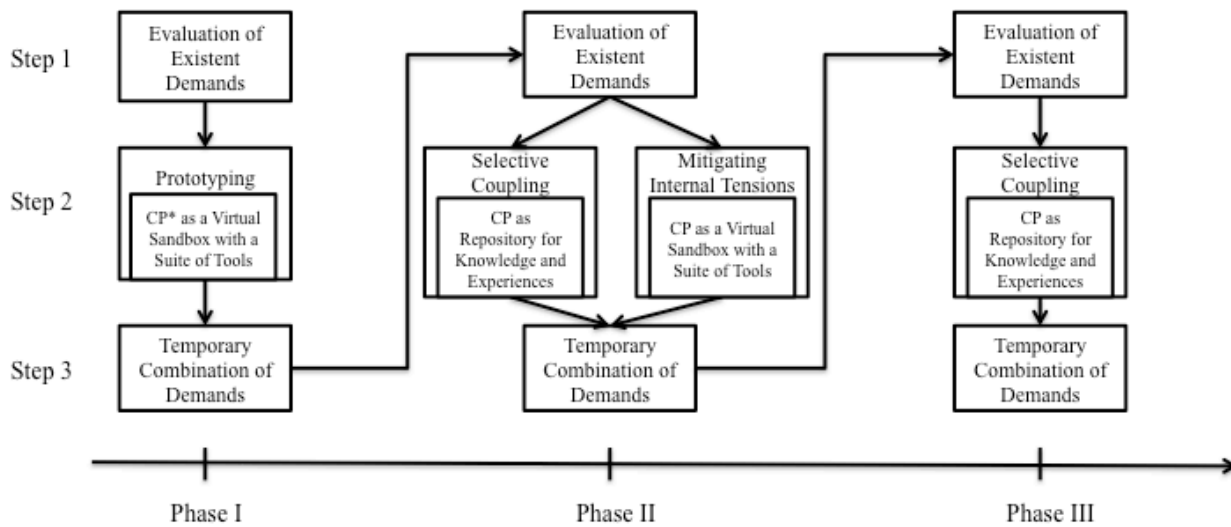 Step 1
Evaluation of
Existent
Demands
Evaluation of
Existent
Demands
Evaluation of
Existent
Demands
Step 2
Prototyping
CP* as a Virtual
Sandbox with a
Suite of Tools
Selective
Coupling
CP as
Repository for
Knowledge and
Experiences
Mitigating
Internal Tensions
CP as a Virtual
Sandbox with a
Suite of Tools
Selective
Coupling
CP as
Repository for
Knowledge and
Experiences
Step 3
Temporary
Combination of
Demands
Temporary
Combination of
Demands
Temporary
Combination of
Demands
Phase I
Phase II
Phase III